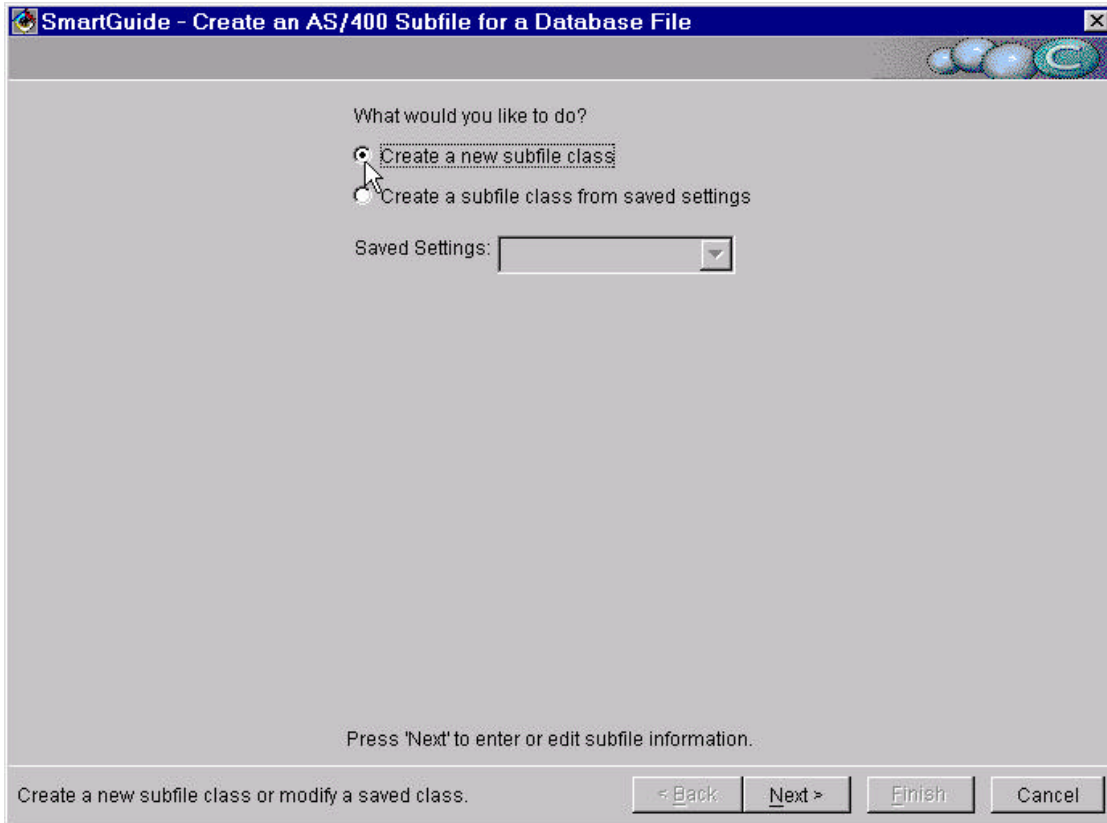 SmartGuide - Create an AS/400 Subfile for a Database File
What would you like to do?
Create a new subfile class
Create a subfile class from saved settings
Saved Settings:
Press 'Next' to enter or edit subfile information.
Create a new subfile class or modify a saved class.
< Back
Next >
Finish
Cancel